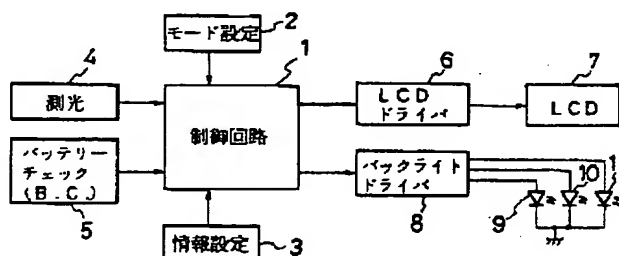 2
モード設定
1
4
測光
制御回路
6
LCD
ドライバ
7
LCD
バッテリー
チェック
(B.C)
5
バックライト
ドライバ
8
9
10
1
情報設定
3